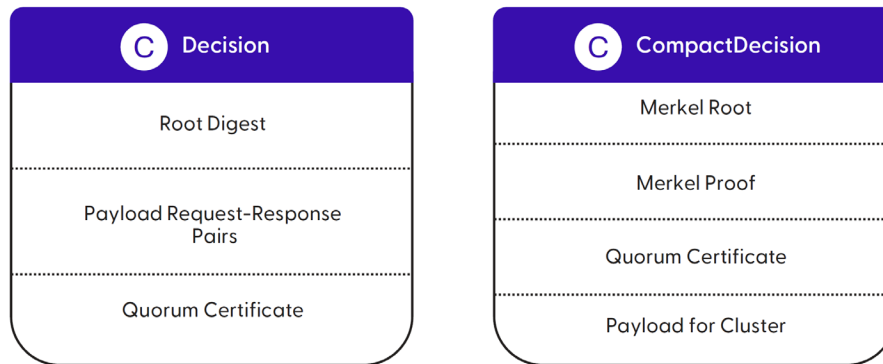 C Decision
Root Digest
Payload Request-Response
Pairs
Quorum Certificate
C CompactDecision
Merkel Root
Merkel Proof
Quorum Certificate
Payload for Cluster